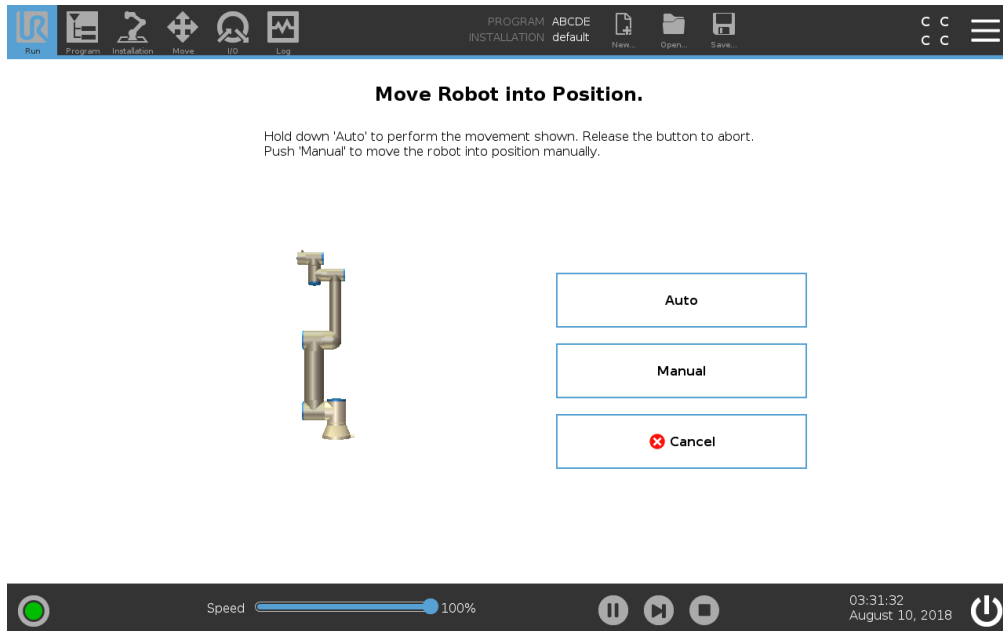 PROGRAM ABCDE
INSTALLATION default
C C
C C
Run
Program
Installation
Move
I/O
Log
New...
Open...
Save...
Move Robot into Position.
Hold down 'Auto' to perform the movement shown. Release the button to abort.
Push 'Manual' to move the robot into position manually.
Auto
Manual
Cancel
Speed
100%
03:31:32
August 10, 2018